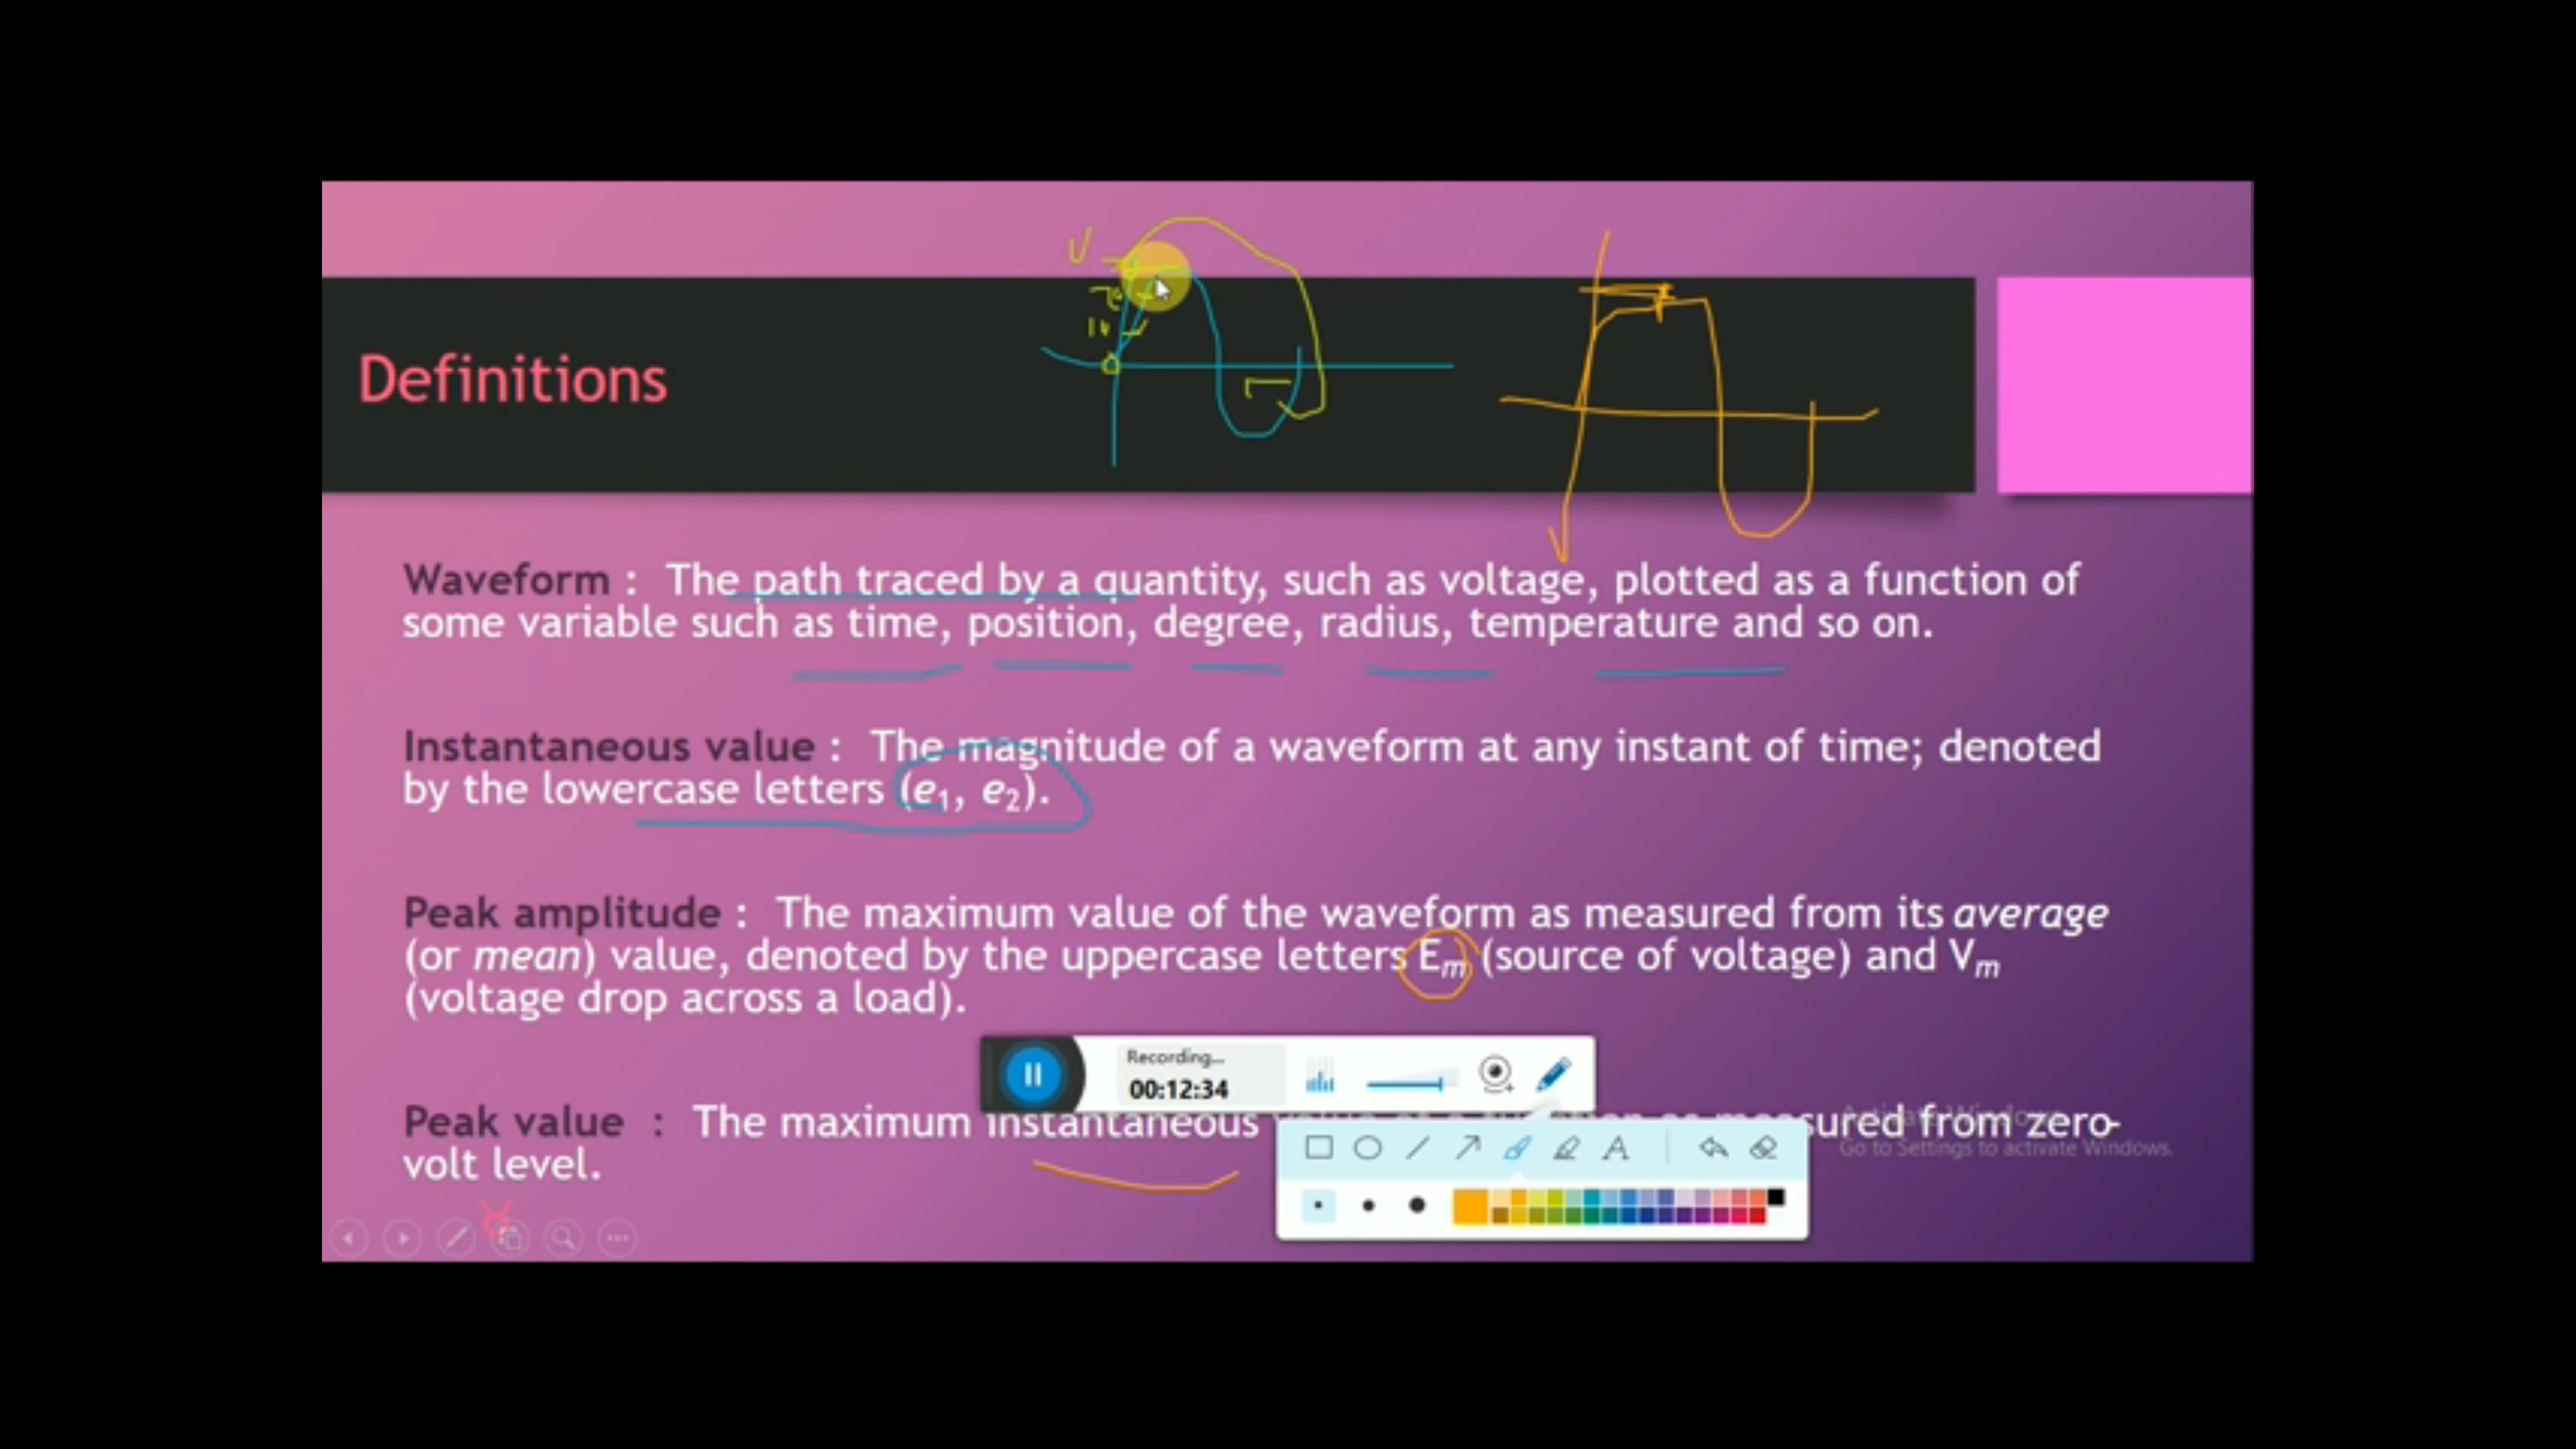 Definitions
Waveform : The path traced by a quantity, such as voltage, plotted as a function of
some variable such as time, position, degree, radius, temperature and so on.
Instantaneous value : The magnitude of a waveform at any instant of time; denoted
by the lowercase letters (e1, e2).
Peak amplitude : The maximum value of the waveform as measured from its average
(or mean) value, denoted by the uppercase letters Em (source of voltage) and Vm
(voltage drop across a load).
Recording...
00:12:34
Peak value : The maximum instantaneous measured from zero-
volt level.
Activate Windows
Go to Settings to activate Windows.